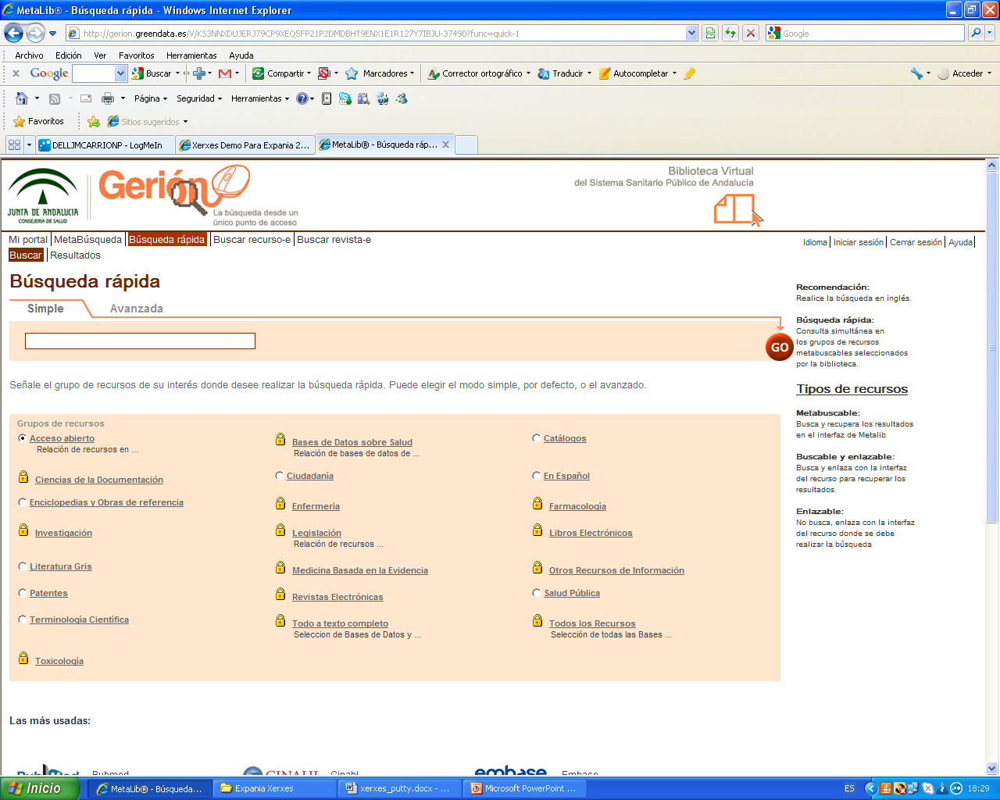 MetaLib® - Búsqueda rápida - Windows Internet Explorer
http://gerion.greendata.es/V/KS3NNXDUJERJ79CP9XEQ5FP21P2DMDBHT9ENX1E1R127Y7IBJU-37490?func=quick-1
Google
Archivo Edición Ver Favoritos Herramientas Ayuda
x Google Buscar Compartir Marcadores Corrector ortográfico Traducir Autocompletar Acceder
Página Seguridad Herramientas
Favoritos Sitios sugeridos
DELLJMCARRIONP - LogMeIn Xerxes Demo Para Expania 2... MetaLib® - Búsqueda ráp...
JUNTA DE ANDALUCIA
CONSEJERÍA DE SALUD
Gerión
La búsqueda desde un
único punto de acceso
Biblioteca Virtual
del Sistema Sanitario Público de Andalucía
Mi portal MetaBúsqueda Búsqueda rápida Buscar recurso-e Buscar revista-e
Idioma Iniciar sesión Cerrar sesión Ayuda
Buscar Resultados
Búsqueda rápida
Simple Avanzada
GO
Señale el grupo de recursos de su interés donde desee realizar la búsqueda rápida. Puede elegir el modo simple, por defecto, o el avanzado.
Grupos de recursos
Acceso abierto
Relación de recursos en ...
Bases de Datos sobre Salud
Relación de bases de datos de ...
Catálogos
Ciencias de la Documentación
Ciudadanía
En Español
Enciclopedias y Obras de referencia
Enfermería
Farmacología
Investigación
Legislación
Relación de recursos ...
Libros Electrónicos
Literatura Gris
Medicina Basada en la Evidencia
Otros Recursos de Información
Patentes
Revistas Electrónicas
Salud Pública
Terminología Científica
Todo a texto completo
Seleccion de Bases de Datos y ...
Todos los Recursos
Selección de todas las Bases ...
Toxicología
Recomendación:
Realice la búsqueda en inglés.
Búsqueda rápida:
Consulta simultánea en
los grupos de recursos
metabuscables seleccionados
por la biblioteca.
Tipos de recursos
Metabuscable:
Busca y recupera los resultados
en el interfaz de Metalib
Buscable y enlazable:
Busca y enlaza con la interfaz
del recurso para recuperar los
resultados.
Enlazable:
No busca, enlaza con la interfaz
del recurso donde se debe
realizar la búsqueda
Las más usadas:
PubMed Pubmed CINAHL Cinahl embase Embase
Inicio MetaLib® - Búsqueda... Expania Xerxes xerxes_putty.docx - ... Microsoft PowerPoint ... ES 18:29